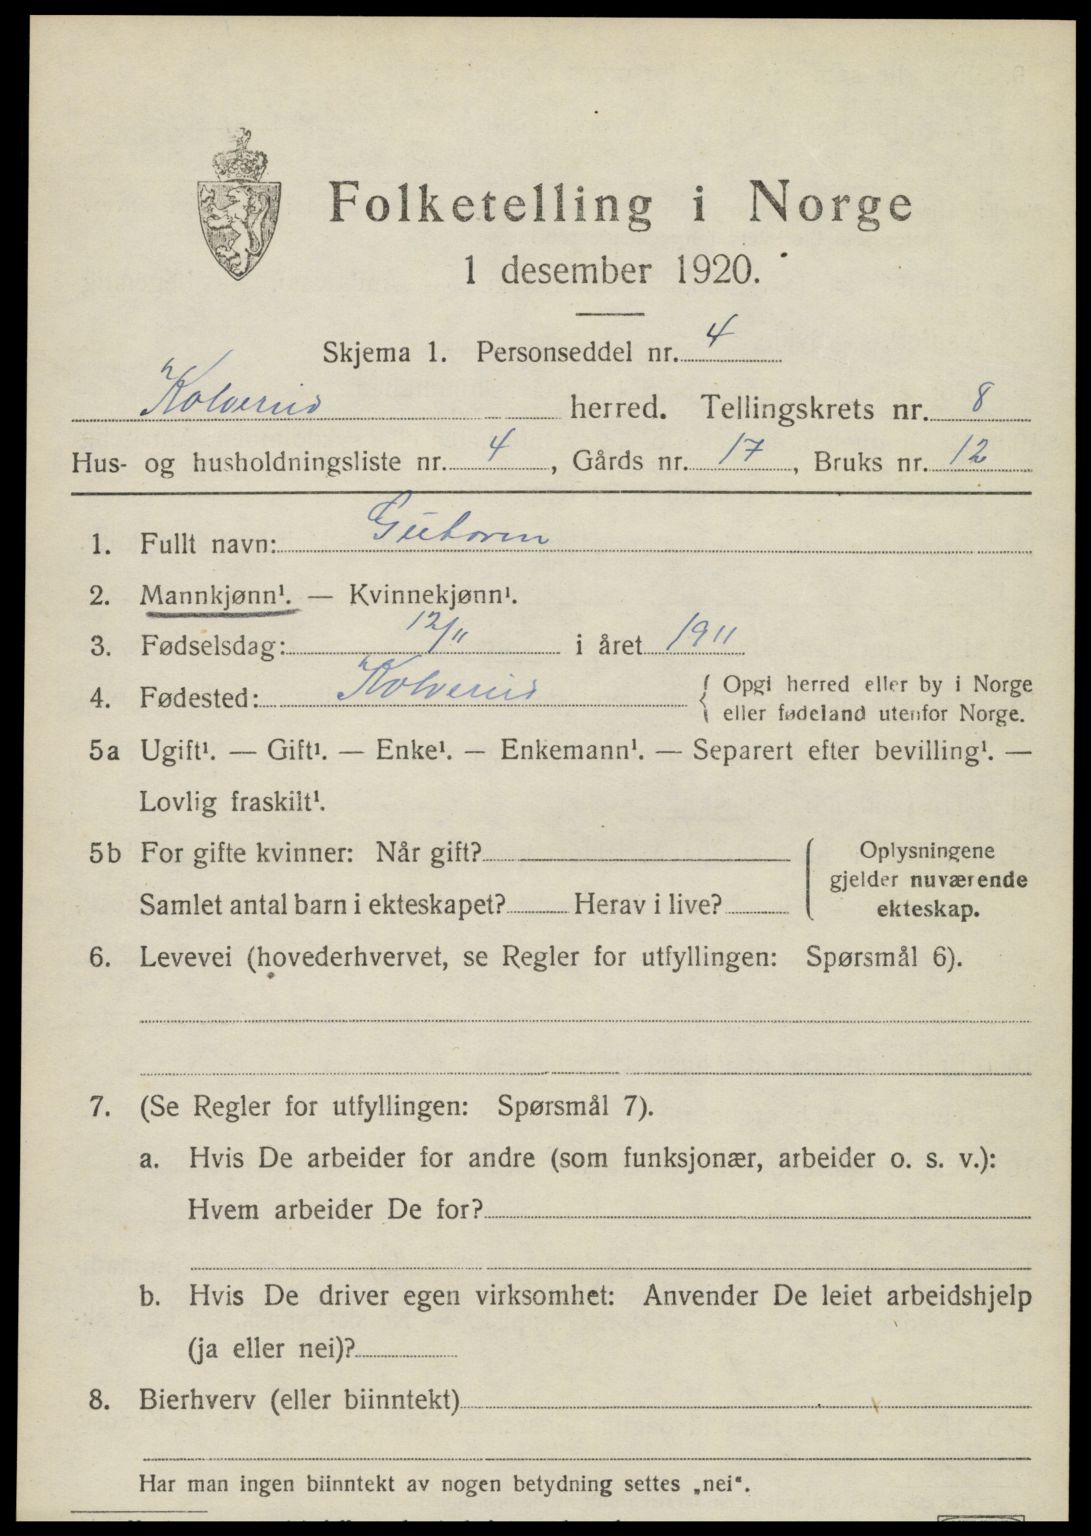 Folketelling i Norge
1 desember 1920.
Skjema 1. Personseddel nr. 4
Kolvereid herred. Tellingskrets nr. 8
Hus- og husholdningsliste nr. 4, Gårds nr. 17, Bruks nr. 12
1. Fullt navn: Guttorm
2. Mannkjønn¹. — Kvinnekjønn¹.
3. Fødselsdag: 12/11 i året 1911
4. Fødested: Kolvereid { Opgi herred eller by i Norge
eller fødeland utenfor Norge.
5a Ugift¹. — Gift¹. — Enke¹. — Enkemann¹. — Separert efter bevilling¹. —
Lovlig fraskilt¹.
5b For gifte kvinner: Når gift?
Samlet antal barn i ekteskapet? Herav i live?
Oplysningene
gjelder nuværende
ekteskap.
6. Levevei (hovederhvervet, se Regler for utfyllingen: Spørsmål 6).
7. (Se Regler for utfyllingen: Spørsmål 7).
a. Hvis De arbeider for andre (som funksjonær, arbeider o. s. v.):
Hvem arbeider De for?
b. Hvis De driver egen virksomhet: Anvender De leiet arbeidshjelp
(ja eller nei)?
8. Bierhverv (eller biinntekt)
Har man ingen biinntekt av nogen betydning settes „nei“.